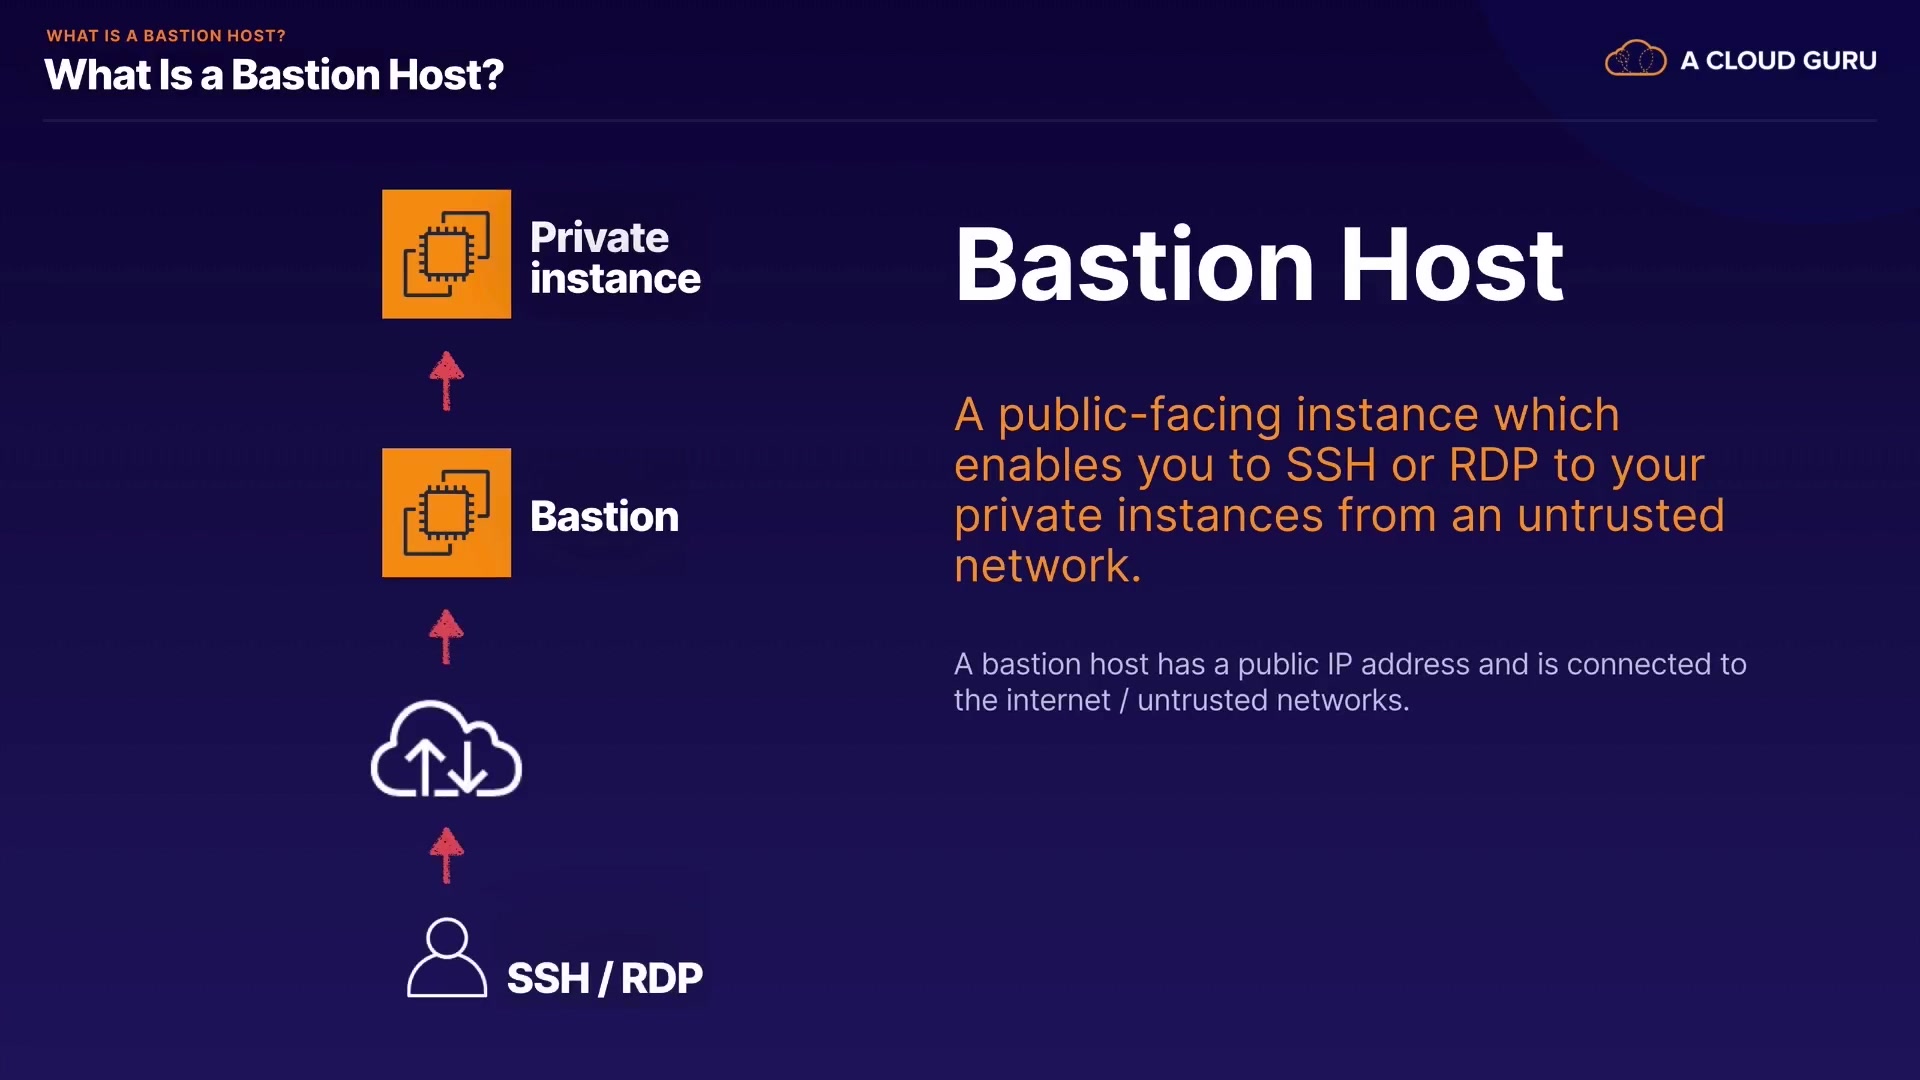 WHAT IS A BASTION HOST?
What Is a Bastion Host?
A CLOUD GURU
Private
instance
Bastion
SSH / RDP
Bastion Host
A public-facing instance which
enables you to SSH or RDP to your
private instances from an untrusted
network.
A bastion host has a public IP address and is connected to
the internet / untrusted networks.